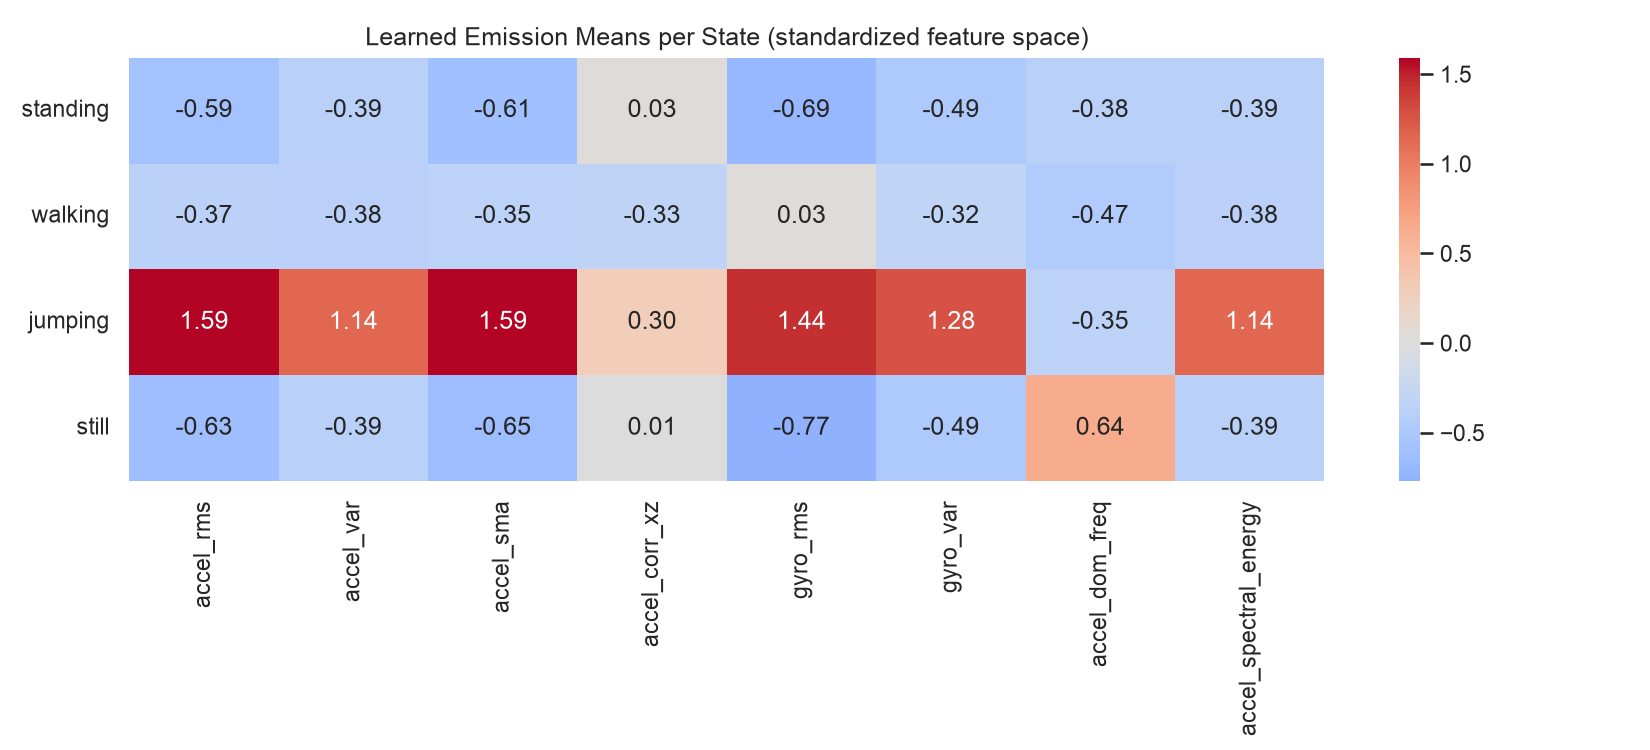 Learned Emission Means per State (standardized feature space)
standing -0.59 -0.39 -0.61 0.03 -0.69 -0.49 -0.38 -0.39
walking -0.37 -0.38 -0.35 -0.33 0.03 -0.32 -0.47 -0.38
jumping 1.59 1.14 1.59 0.30 1.44 1.28 -0.35 1.14
still -0.63 -0.39 -0.65 0.01 -0.77 -0.49 0.64 -0.39
accel_rms
accel_var
accel_sma
accel_corr_xz
gyro_rms
gyro_var
accel_dom_freq
accel_spectral_energy
1.5
1.0
0.5
0.0
−0.5